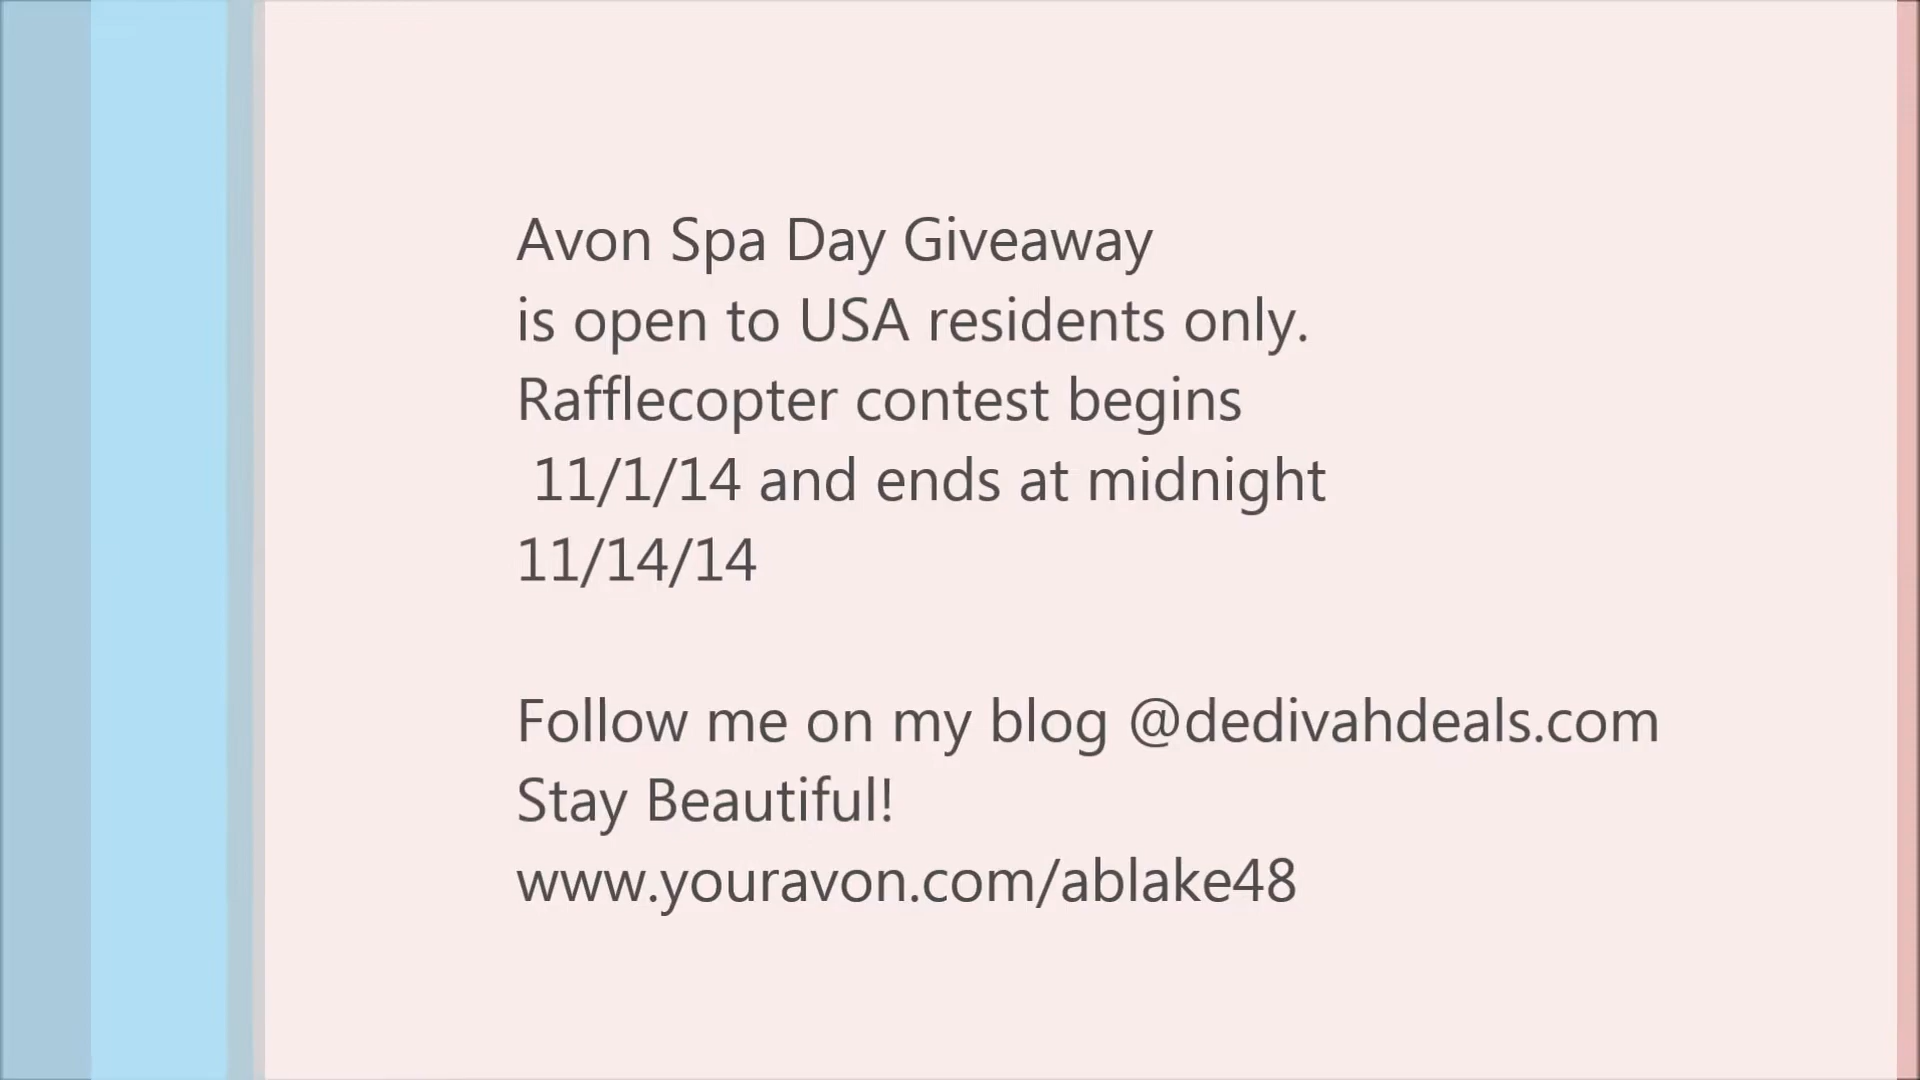 Avon Spa Day Giveaway
is open to USA residents only.
Rafflecopter contest begins
11/1/14 and ends at midnight
11/14/14
Follow me on my blog @dedivahdeals.com
Stay Beautiful!
www.youravon.com/ablake48